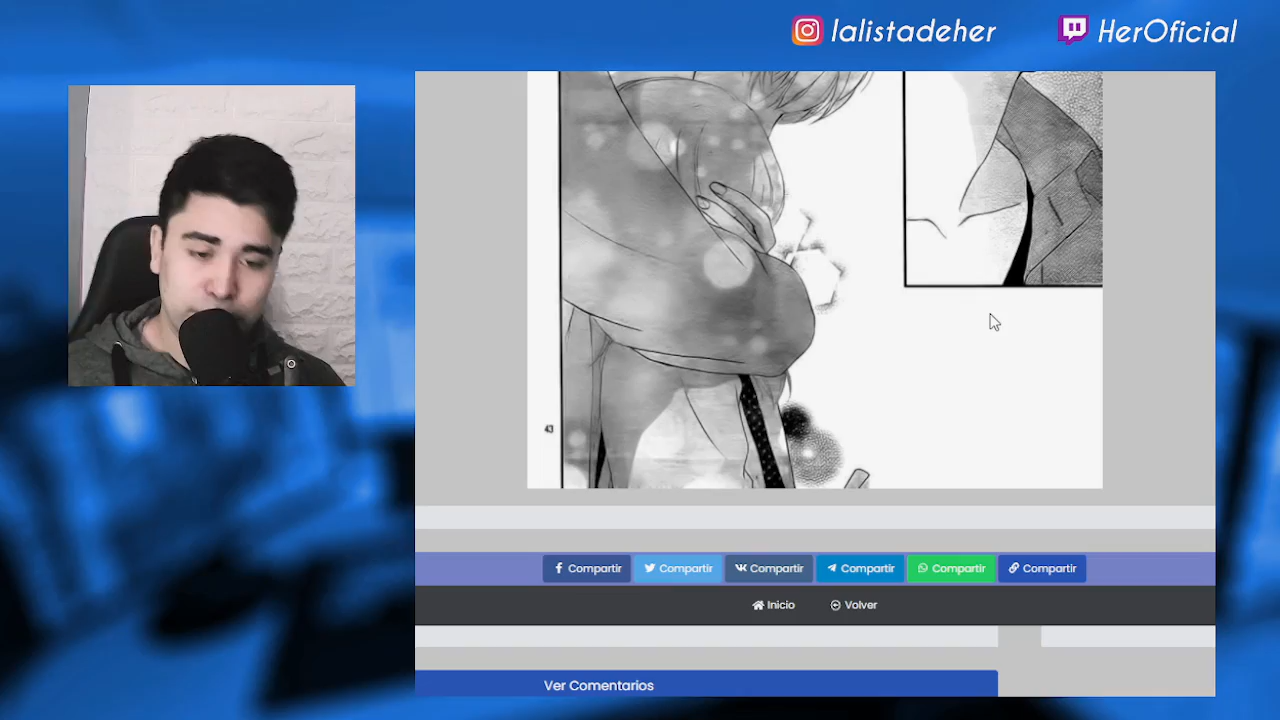 lalistadeher
HerOficial
43
Compartir Compartir Compartir Compartir Compartir Compartir
Inicio Volver
Ver Comentarios